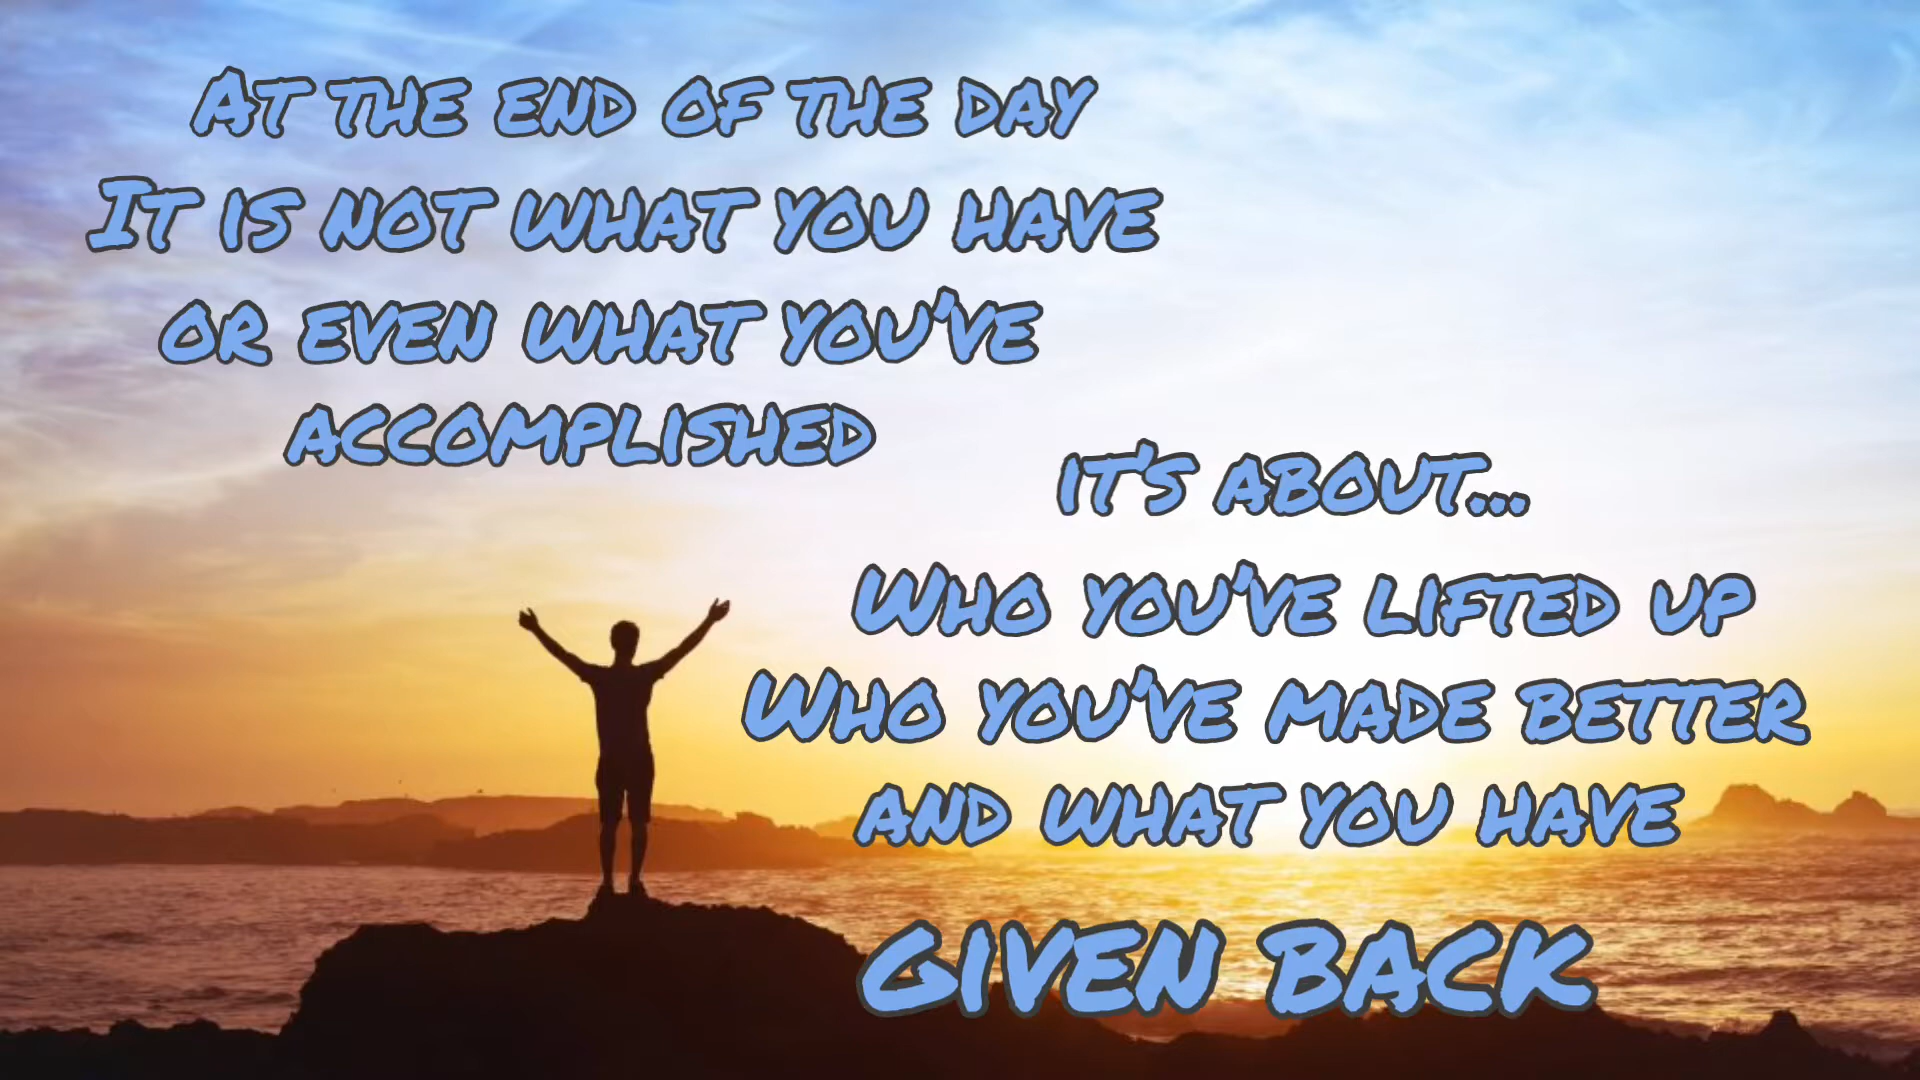 At the end of the day
It is not what you have
or even what you've
accomplished
it's about...
Who you've lifted up
Who you've made better
and what you have
given back